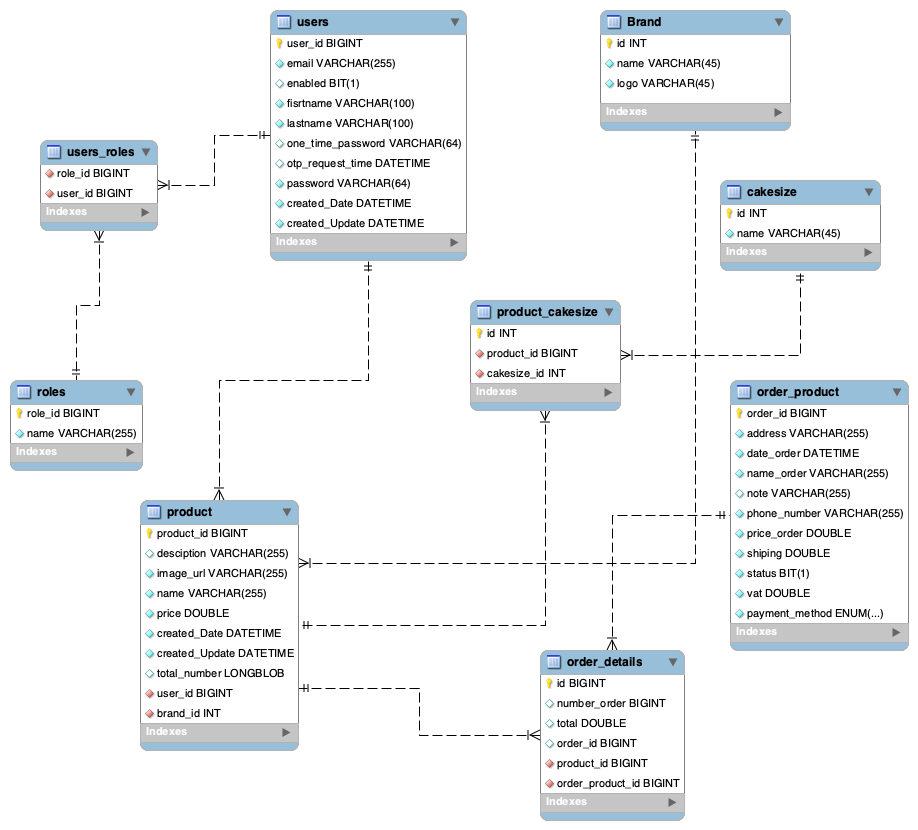 users
user_id BIGINT
email VARCHAR(255)
enabled BIT(1)
fisrtname VARCHAR(100)
lastname VARCHAR(100)
one_time_password VARCHAR(64)
otp_request_time DATETIME
password VARCHAR(64)
created_Date DATETIME
created_Update DATETIME
Indexes
Brand
id INT
name VARCHAR(45)
logo VARCHAR(45)
Indexes
users_roles
role_id BIGINT
user_id BIGINT
Indexes
cakesize
id INT
name VARCHAR(45)
Indexes
product_cakesize
id INT
product_id BIGINT
cakesize_id INT
Indexes
roles
role_id BIGINT
name VARCHAR(255)
Indexes
order_product
order_id BIGINT
address VARCHAR(255)
date_order DATETIME
name_order VARCHAR(255)
note VARCHAR(255)
phone_number VARCHAR(255)
price_order DOUBLE
shiping DOUBLE
status BIT(1)
vat DOUBLE
payment_method ENUM(...)
Indexes
product
product_id BIGINT
desciption VARCHAR(255)
image_url VARCHAR(255)
name VARCHAR(255)
price DOUBLE
created_Date DATETIME
created_Update DATETIME
total_number LONGBLOB
user_id BIGINT
brand_id INT
Indexes
order_details
id BIGINT
number_order BIGINT
total DOUBLE
order_id BIGINT
product_id BIGINT
order_product_id BIGINT
Indexes